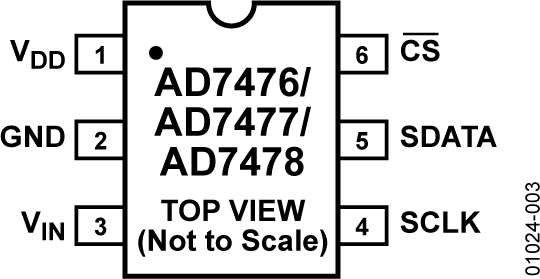 VDD 1 6 C̅S̅
AD7476/
GND 2 AD7477/ 5 SDATA
AD7478
VIN 3 TOP VIEW 4 SCLK
(Not to Scale)
01024-003